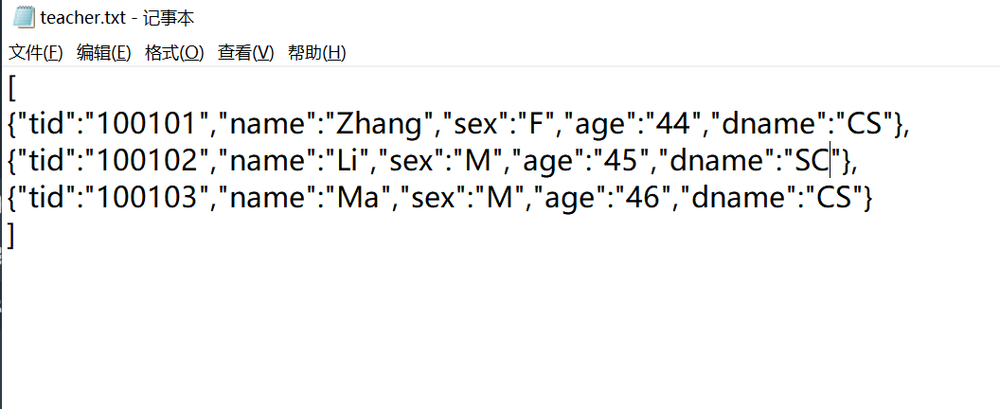 teacher.txt - 记事本
文件(F) 编辑(E) 格式(O) 查看(V) 帮助(H)
[
{"tid":"100101","name":"Zhang","sex":"F","age":"44","dname":"CS"},
{"tid":"100102","name":"Li","sex":"M","age":"45","dname":"SC"},
{"tid":"100103","name":"Ma","sex":"M","age":"46","dname":"CS"}
]